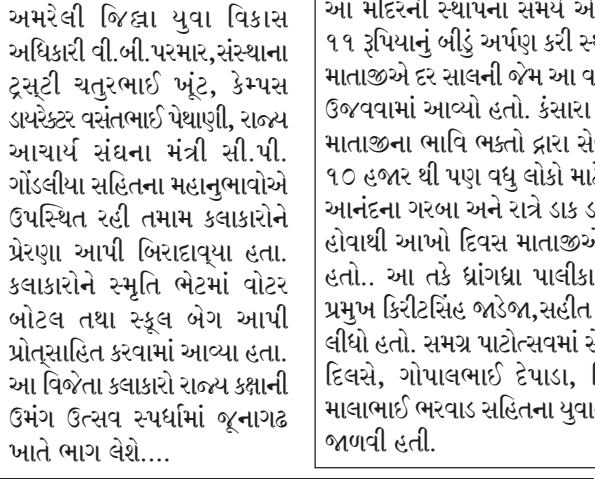 અમરેલી જિલ્લા યુવા વિકાસ
અધિકારી વી.બી.પરમાર,સંસ્થાના
ટ્રસ્ટી ચતુરભાઈ ખૂંટ, કેમ્પસ
ડાયરેક્ટર વસંતભાઈ પેથાણી, રાજ્ય
આચાર્ય સંઘના મંત્રી સી.પી.
ગોંડલીયા સહિતના મહાનુભાવોએ
ઉપસ્થિત રહી તમામ કલાકારોને
પ્રેરણા આપી બિરાદાવ્યા હતા.
કલાકારોને સ્મૃતિ ભેટમાં વોટર
બોટલ તથા સ્કૂલ બેગ આપી
પ્રોત્સાહિત કરવામાં આવ્યા હતા.
આ વિજેતા કલાકારો રાજ્ય કક્ષાની
ઉમંગ ઉત્સવ સ્પર્ધામાં જૂનાગઢ
ખાતે ભાગ લેશે....
આ મંદિરની સ્થાપના સમયે
૧૧ રૂપિયાનું બીડું અર્પણ કરી
માતાજીએ દર સાલની જેમ આ
ઉજવવામાં આવ્યો હતો. કંસારા
માતાજીના ભાવિ ભક્તો દ્વારા
૧૦ હજાર થી પણ વધુ લોકો
આનંદના ગરબા અને રાત્રે ડાક
હોવાથી આખો દિવસ
હતો.. આ તકે ધ્રાંગધ્રા પાલીકા
પ્રમુખ કિરીટસિંહ જાડેજા,સહીત
લીધો હતો. સમગ્ર પાટોત્સવમાં
દિલસે, ગોપાલભાઈ દેપાડા,
માલાભાઈ ભરવાડ સહિતના
જાળવી હતી.